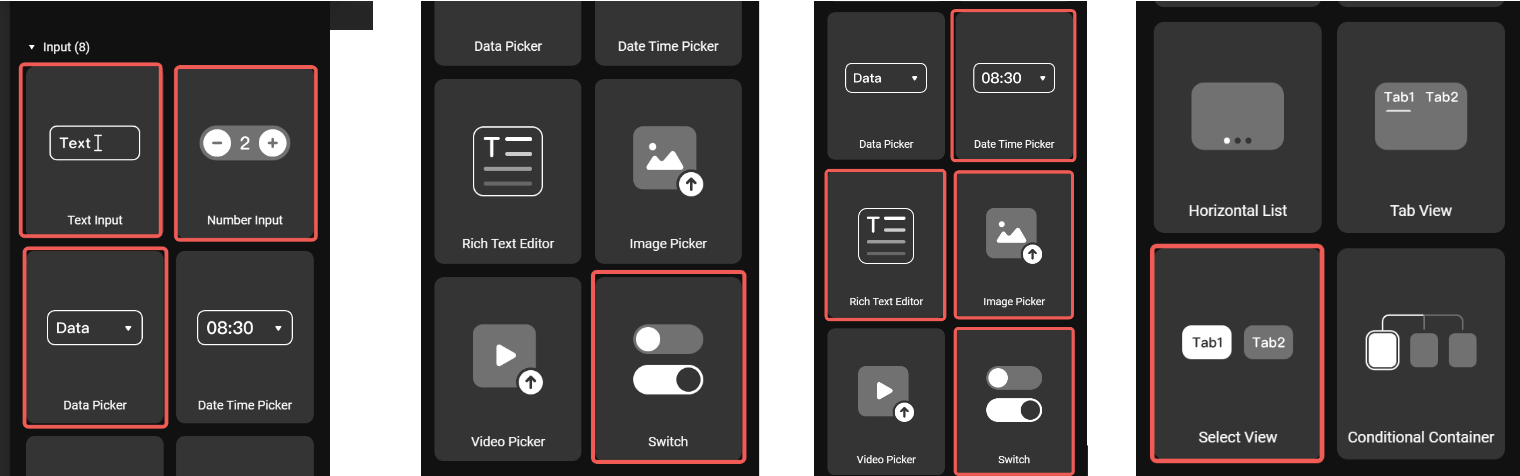 Input (8)
Text
2
Text Input
Number Input
Data
08:30
Data Picker
Date Time Picker
Data Picker
Date Time Picker
T
Rich Text Editor
Image Picker
Video Picker
Switch
Data
08:30
Data Picker
Date Time Picker
T
Rich Text Editor
Image Picker
Video Picker
Switch
Tab1 Tab2
Horizontal List
Tab View
Tab1 Tab2
Select View
Conditional Container